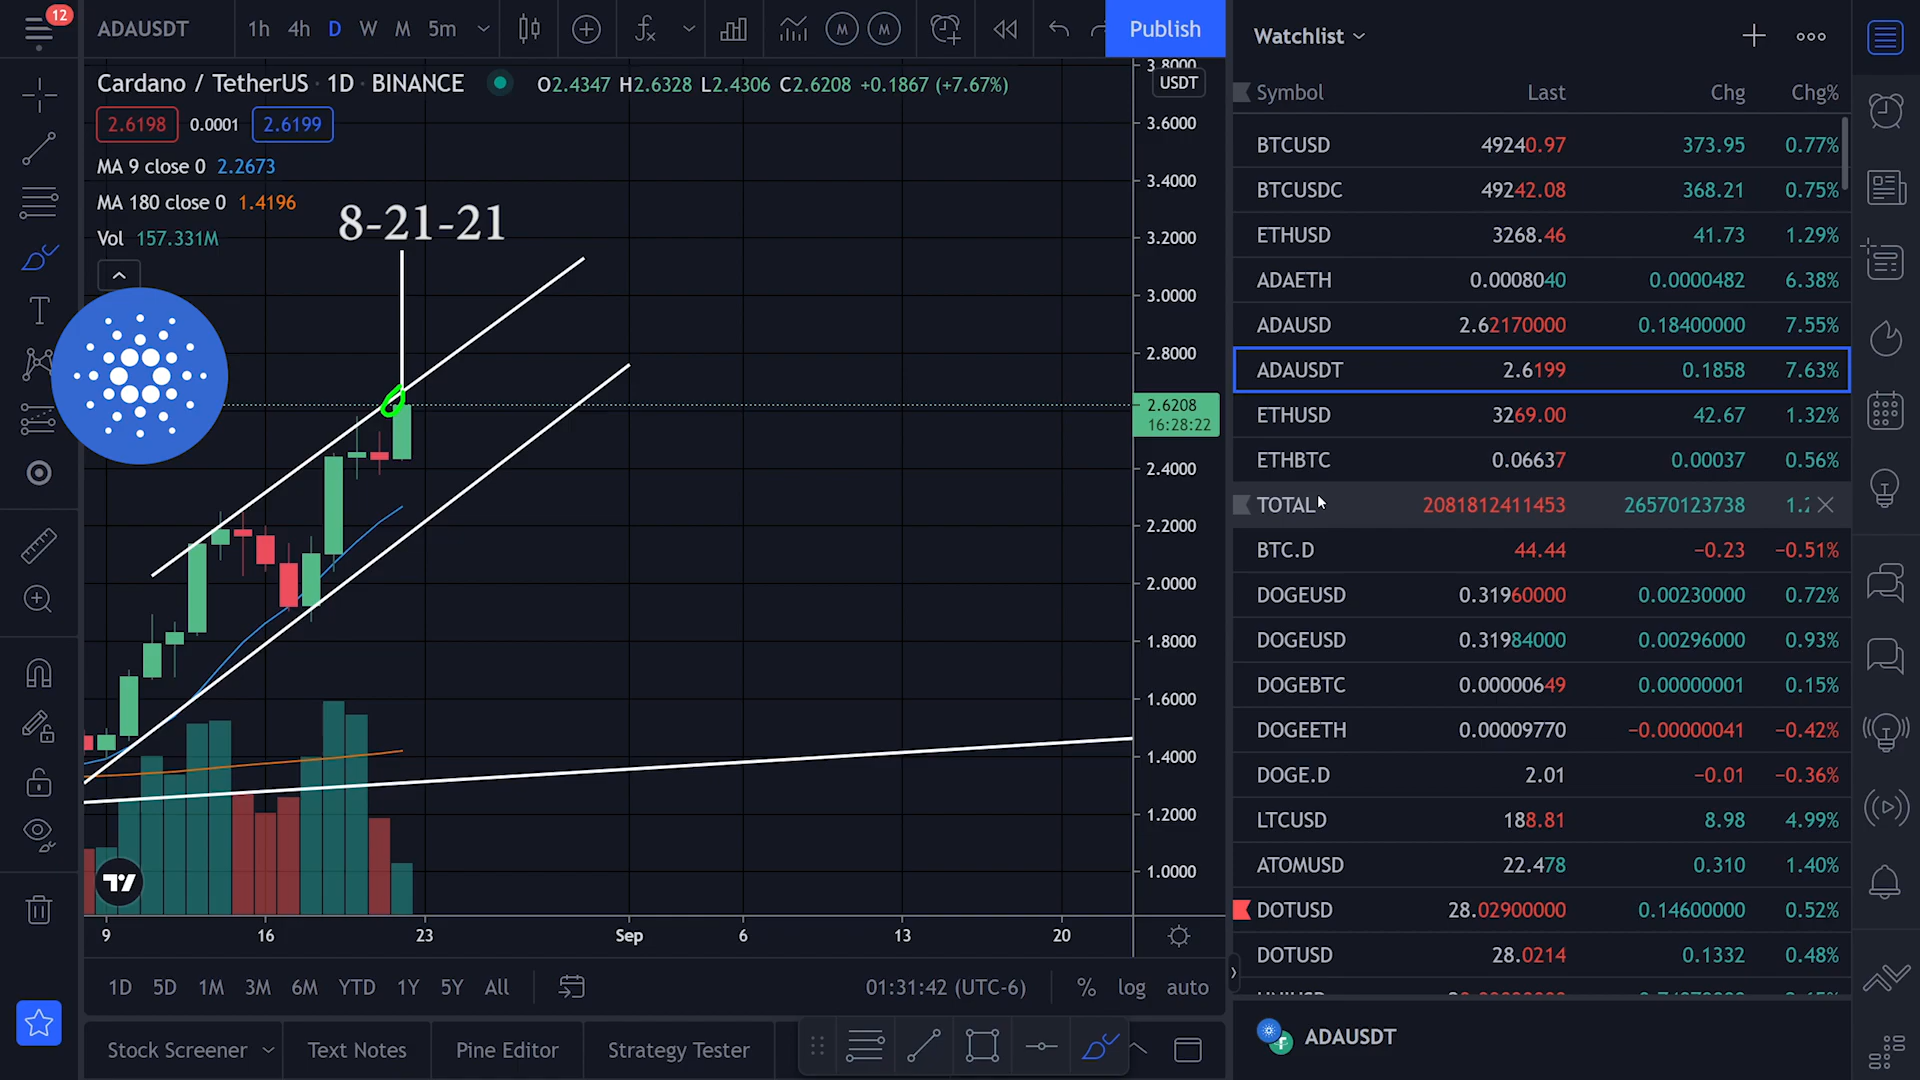 12
ADAUSDT
1h 4h D W M 5m
Publish
Watchlist
Cardano / TetherUS · 1D · BINANCE
O2.4347 H2.6328 L2.4306 C2.6208 +0.1867 (+7.67%)
2.6198 0.0001 2.6199
MA 9 close 0 2.2673
MA 180 close 0 1.4196
Vol 157.331M
8-21-21
3.8000
USDT
3.6000
3.4000
3.2000
3.0000
2.8000
2.6208
16:28:22
2.4000
2.2000
2.0000
1.8000
1.6000
1.4000
1.2000
1.0000
9 16 23 Sep 6 13 20
1D 5D 1M 3M 6M YTD 1Y 5Y All
01:31:42 (UTC-6) % log auto
Stock Screener Text Notes Pine Editor Strategy Tester
Symbol Last Chg Chg%
BTCUSD 49240.97 373.95 0.77%
BTCUSDC 49242.08 368.21 0.75%
ETHUSD 3268.46 41.73 1.29%
ADAETH 0.0008040 0.0000482 6.38%
ADAUSD 2.62170000 0.18400000 7.55%
ADAUSDT 2.6199 0.1858 7.63%
ETHUSD 3269.00 42.67 1.32%
ETHBTC 0.06637 0.00037 0.56%
TOTAL 2081812411453 26570123738
BTC.D 44.44 −0.23 −0.51%
DOGEUSD 0.31960000 0.00230000 0.72%
DOGEUSD 0.31984000 0.00296000 0.93%
DOGEBTC 0.00000649 0.00000001 0.15%
DOGEETH 0.00009770 −0.00000041 −0.42%
DOGE.D 2.01 −0.01 −0.36%
LTCUSD 188.81 8.98 4.99%
ATOMUSD 22.478 0.310 1.40%
DOTUSD 28.02900000 0.14600000 0.52%
DOTUSD 28.0214 0.1332 0.48%
ADAUSDT